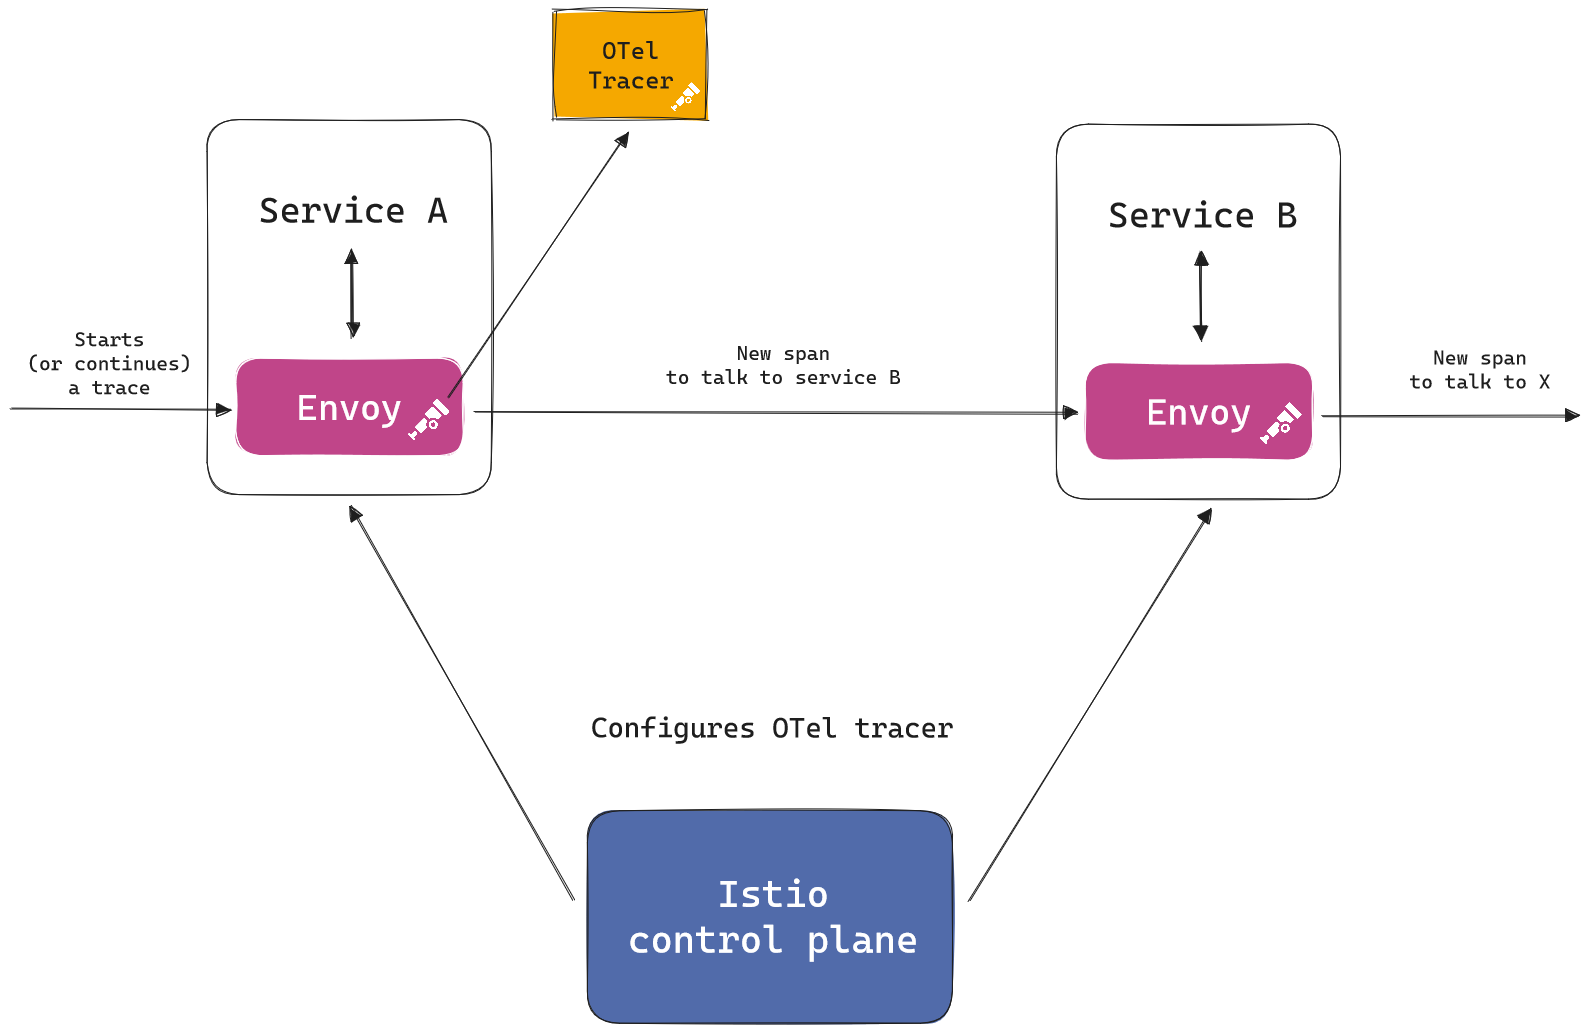 OTel
Tracer
Service A
Service B
Starts
(or continues)
a trace
New span
to talk to service B
New span
to talk to X
Envoy
Envoy
Configures OTel tracer
Istio
control plane